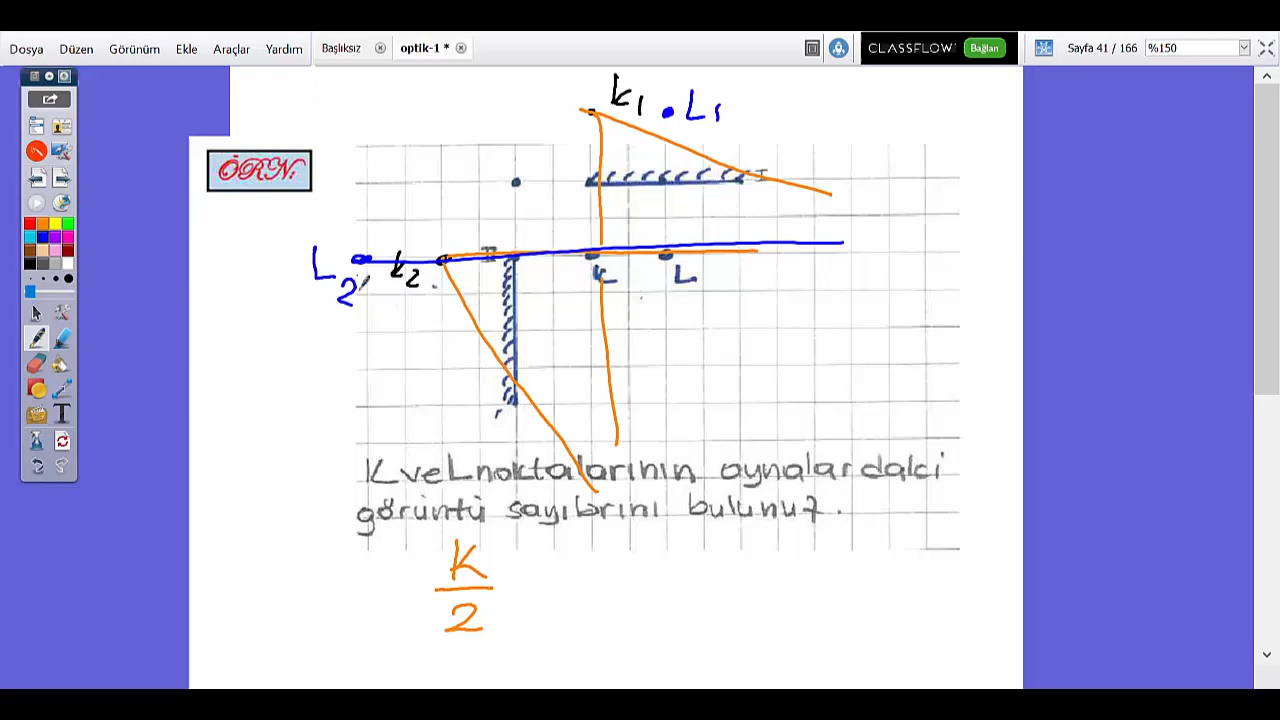 Dosya Düzen Görünüm Ekle Araçlar Yardım
Başlıksız
optik-1 *
CLASSFLOW
Bağlan
Sayfa 41 / 166
%150
K1
L1
ÖRN:
I
L2
K2
II
K
L
K ve L noktalarının aynalardaki
görüntü sayılarını bulunuz.
K
2
T